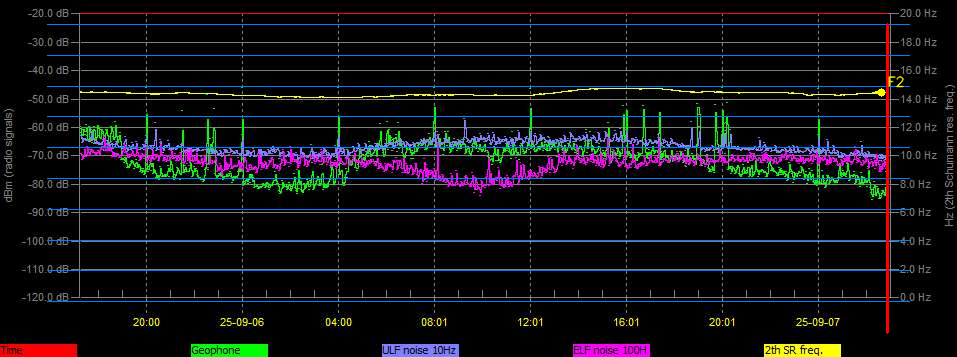 -20.0 dB 20.0 Hz
-30.0 dB 18.0 Hz
-40.0 dB 16.0 Hz
F2
-50.0 dB 14.0 Hz
-60.0 dB 12.0 Hz
-70.0 dB 10.0 Hz
-80.0 dB 8.0 Hz
-90.0 dB 6.0 Hz
-100.0 dB 4.0 Hz
-110.0 dB 2.0 Hz
-120.0 dB 0.0 Hz
dBm (radio signals)
Hz (2th Schumann res. freq.)
20:00 25-09-06 04:00 08:01 12:01 16:01 20:01 25-09-07
Time Geophone ULF noise 10Hz ELF noise 100H 2th SR freq.